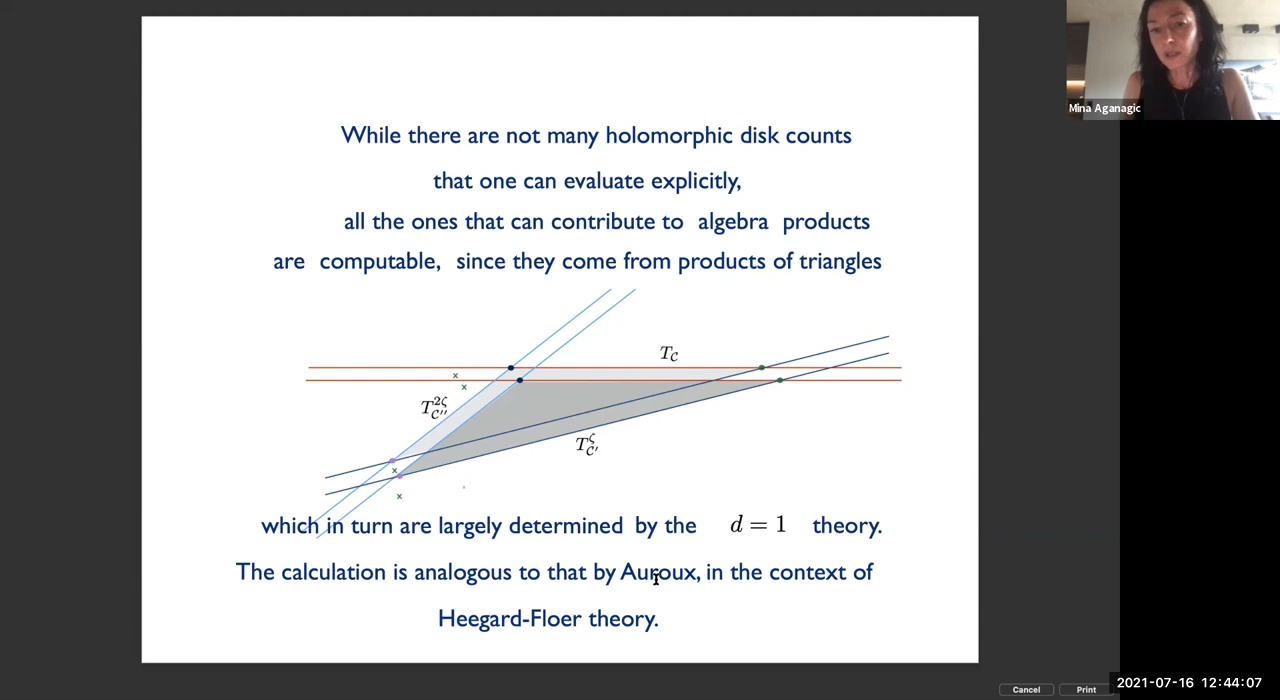 While there are not many holomorphic disk counts
that one can evaluate explicitly,
all the ones that can contribute to algebra products
are computable, since they come from products of triangles
T_C
T_{C''}^{2ζ}
T_{C'}^{ζ}
x
x
x
x
which in turn are largely determined by the d = 1 theory.
The calculation is analogous to that by Auroux, in the context of
Heegard-Floer theory.
Mina Aganagic
Cancel
Print
2021-07-16 12:44:07